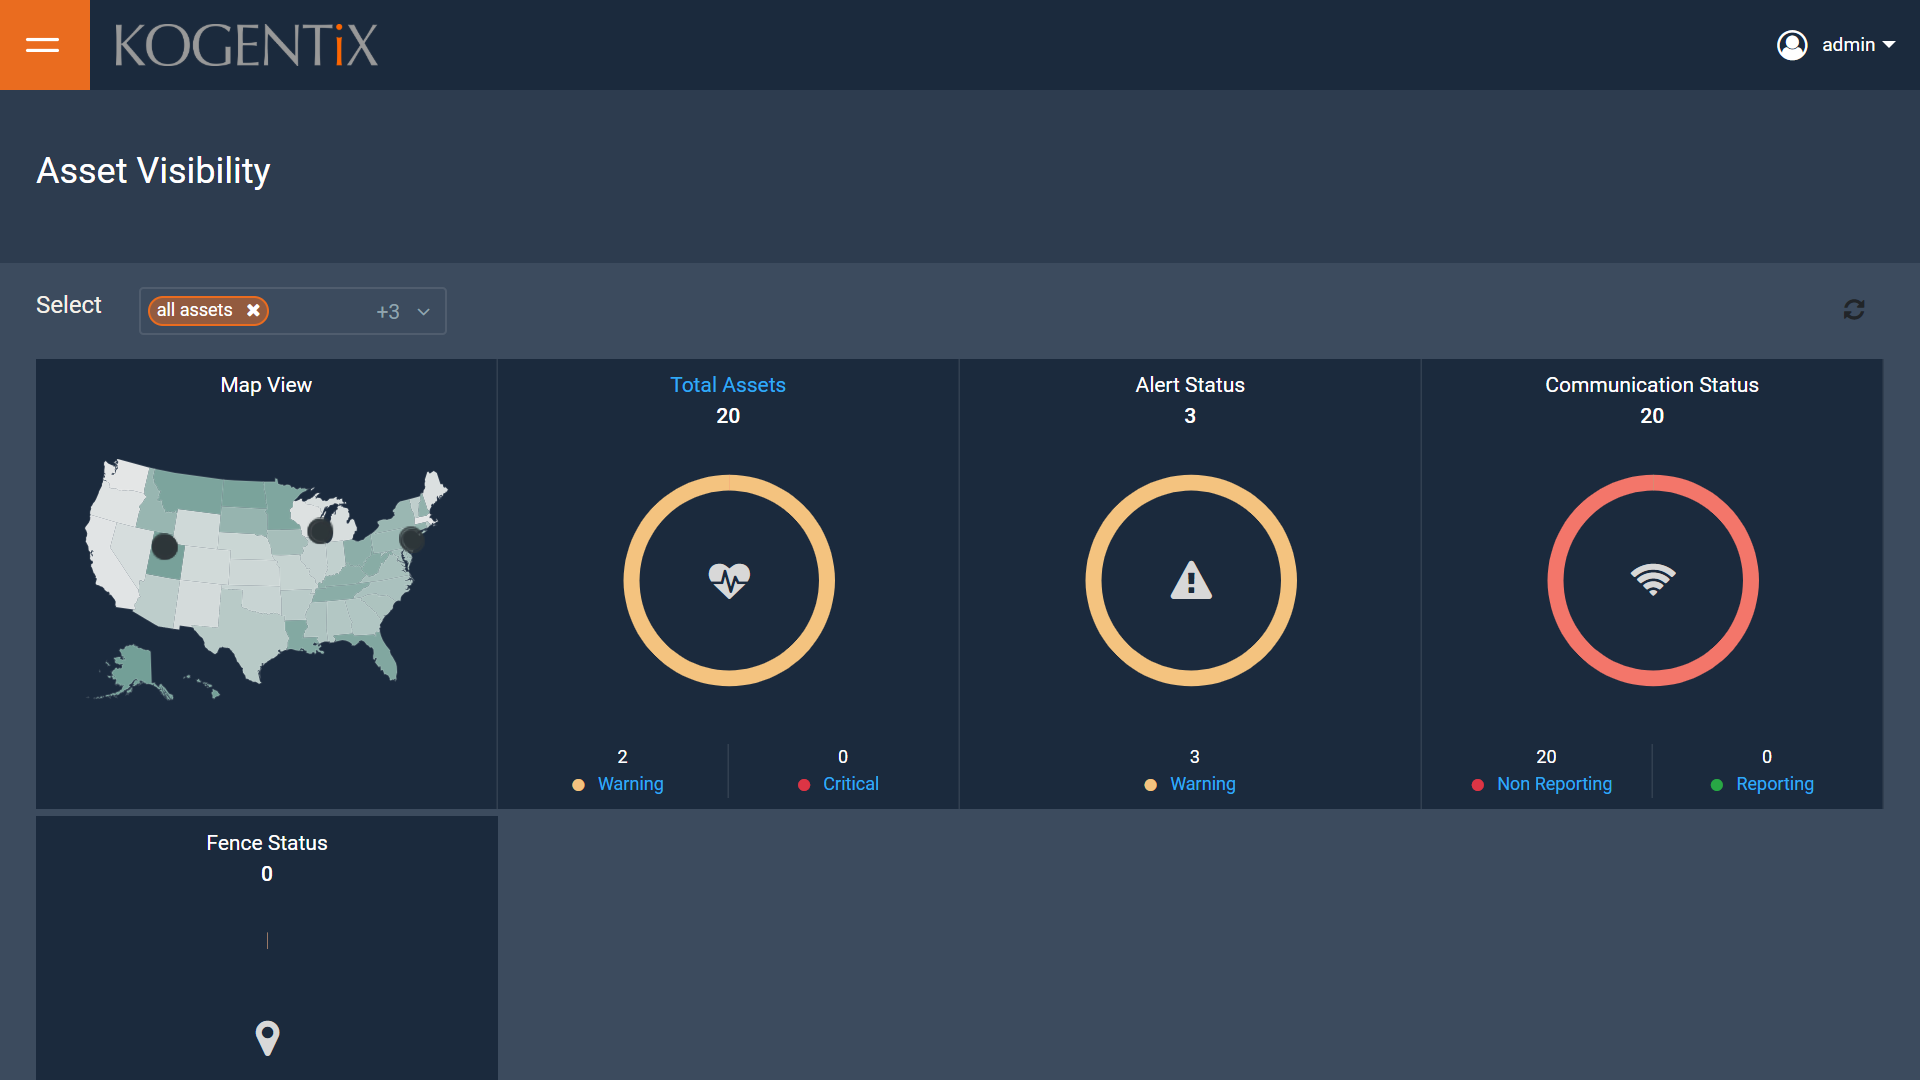 KOGENTiX
admin
Asset Visibility
Select
all assets
+3
Map View
Total Assets
20
Alert Status
3
Communication Status
20
2
Warning
0
Critical
3
Warning
20
Non Reporting
0
Reporting
Fence Status
0